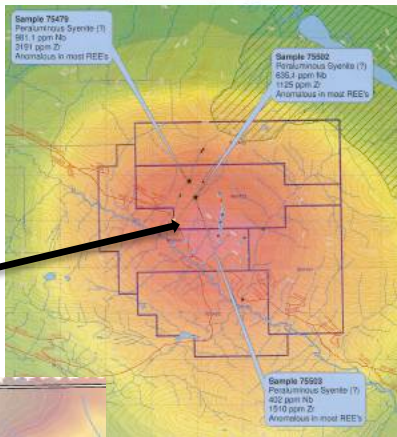 Sample 75479
Peraluminous Syenite (?)
981.1 ppm Nb
3191 ppm Zr
Anomalous in most REE's
Sample 75502
Peraluminous Syenite (?)
635.4 ppm Nb
1125 ppm Zr
Anomalous in most REE's
Sample 75503
Peraluminous Syenite (?)
402 ppm Nb
1510 ppm Zr
Anomalous in most REE's